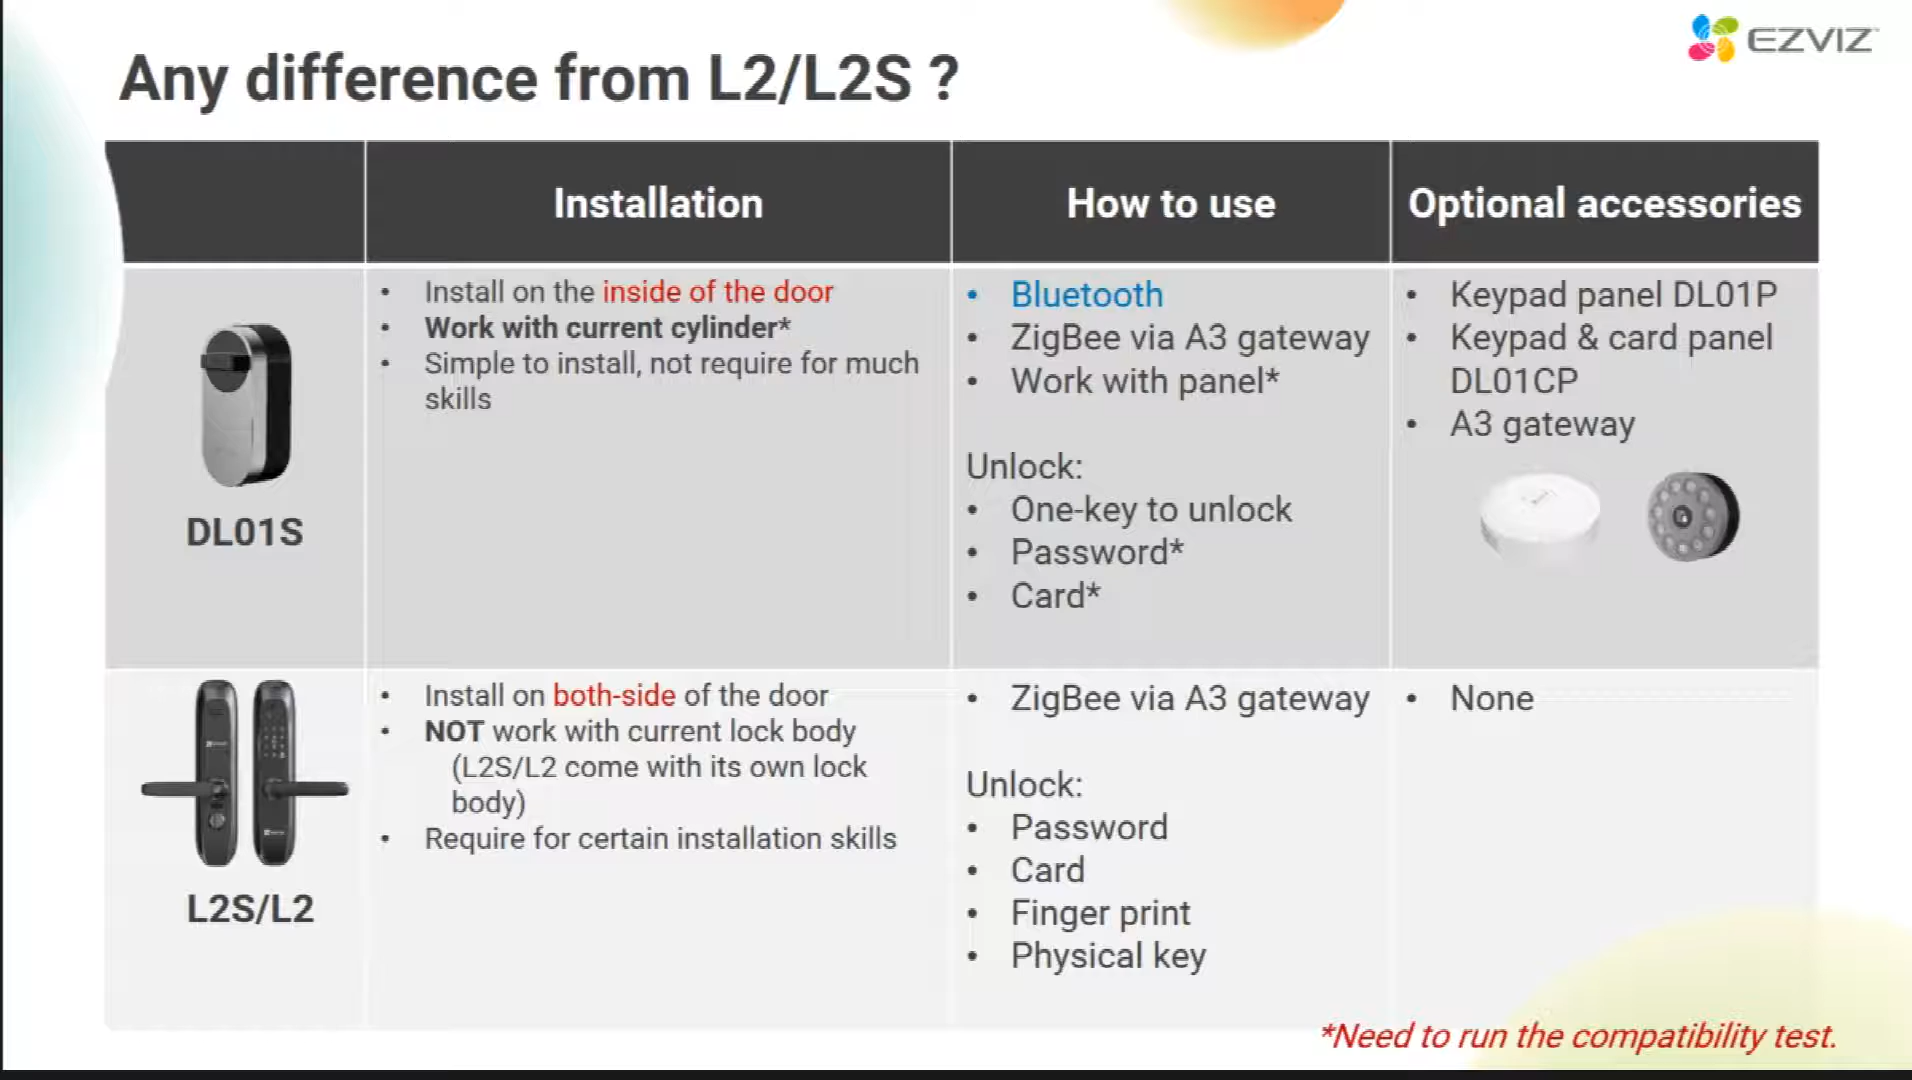 EZVIZ
Any difference from L2/L2S ?
Installation
How to use
Optional accessories
DL01S
• Install on the inside of the door
• Work with current cylinder*
• Simple to install, not require for much
skills
• Bluetooth
• ZigBee via A3 gateway
• Work with panel*
Unlock:
• One-key to unlock
• Password*
• Card*
• Keypad panel DL01P
• Keypad & card panel
DL01CP
• A3 gateway
L2S/L2
• Install on both-side of the door
• NOT work with current lock body
(L2S/L2 come with its own lock
body)
• Require for certain installation skills
• ZigBee via A3 gateway
Unlock:
• Password
• Card
• Finger print
• Physical key
• None
*Need to run the compatibility test.